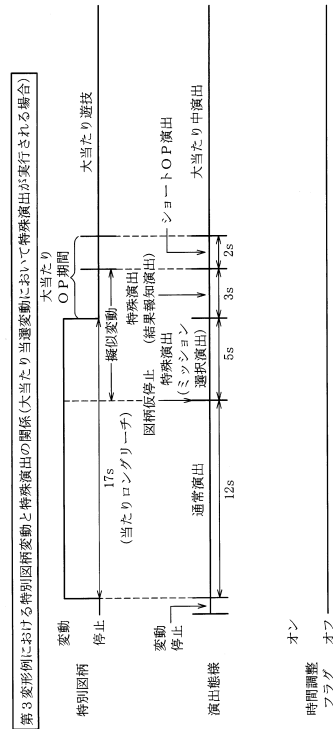 第3変形例における特別図柄変動と特殊演出の関係(大当たり当選変動において特殊演出が実行される場合)
大当たり
OP期間
変動
特別図柄
停止
17s
(当たりロングリーチ)
擬似変動
大当たり遊技
図柄仮停止
特殊演出
(ミッション
選択演出)
特殊演出
(結果報知演出)
ショートOP演出
変動
停止
演出態様
通常演出
大当たり中演出
12s
5s
3s
2s
オン
時間調整
フラグ
オフ